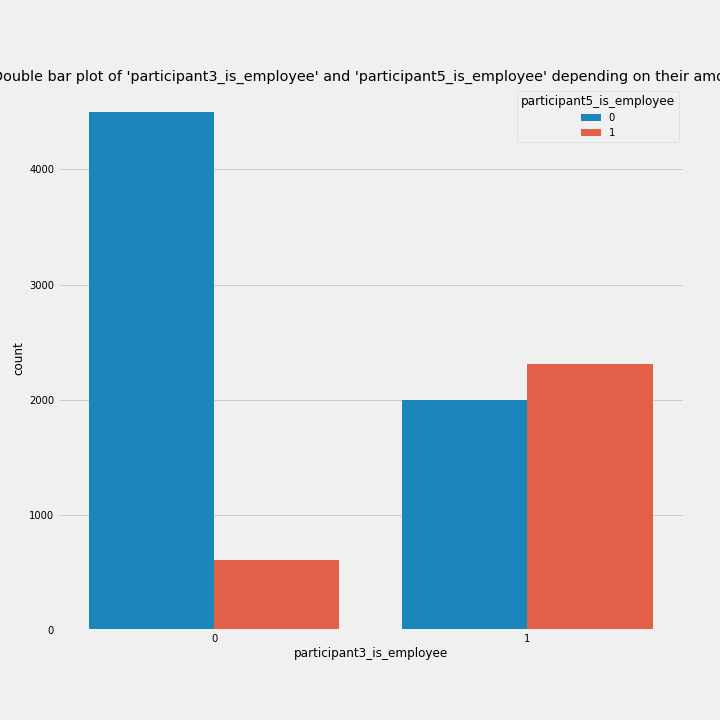 Double bar plot of 'participant3_is_employee' and 'participant5_is_employee' depending on their
participant5_is_employee
0
1
4000
3000
2000
1000
0
count
0 1
participant3_is_employee